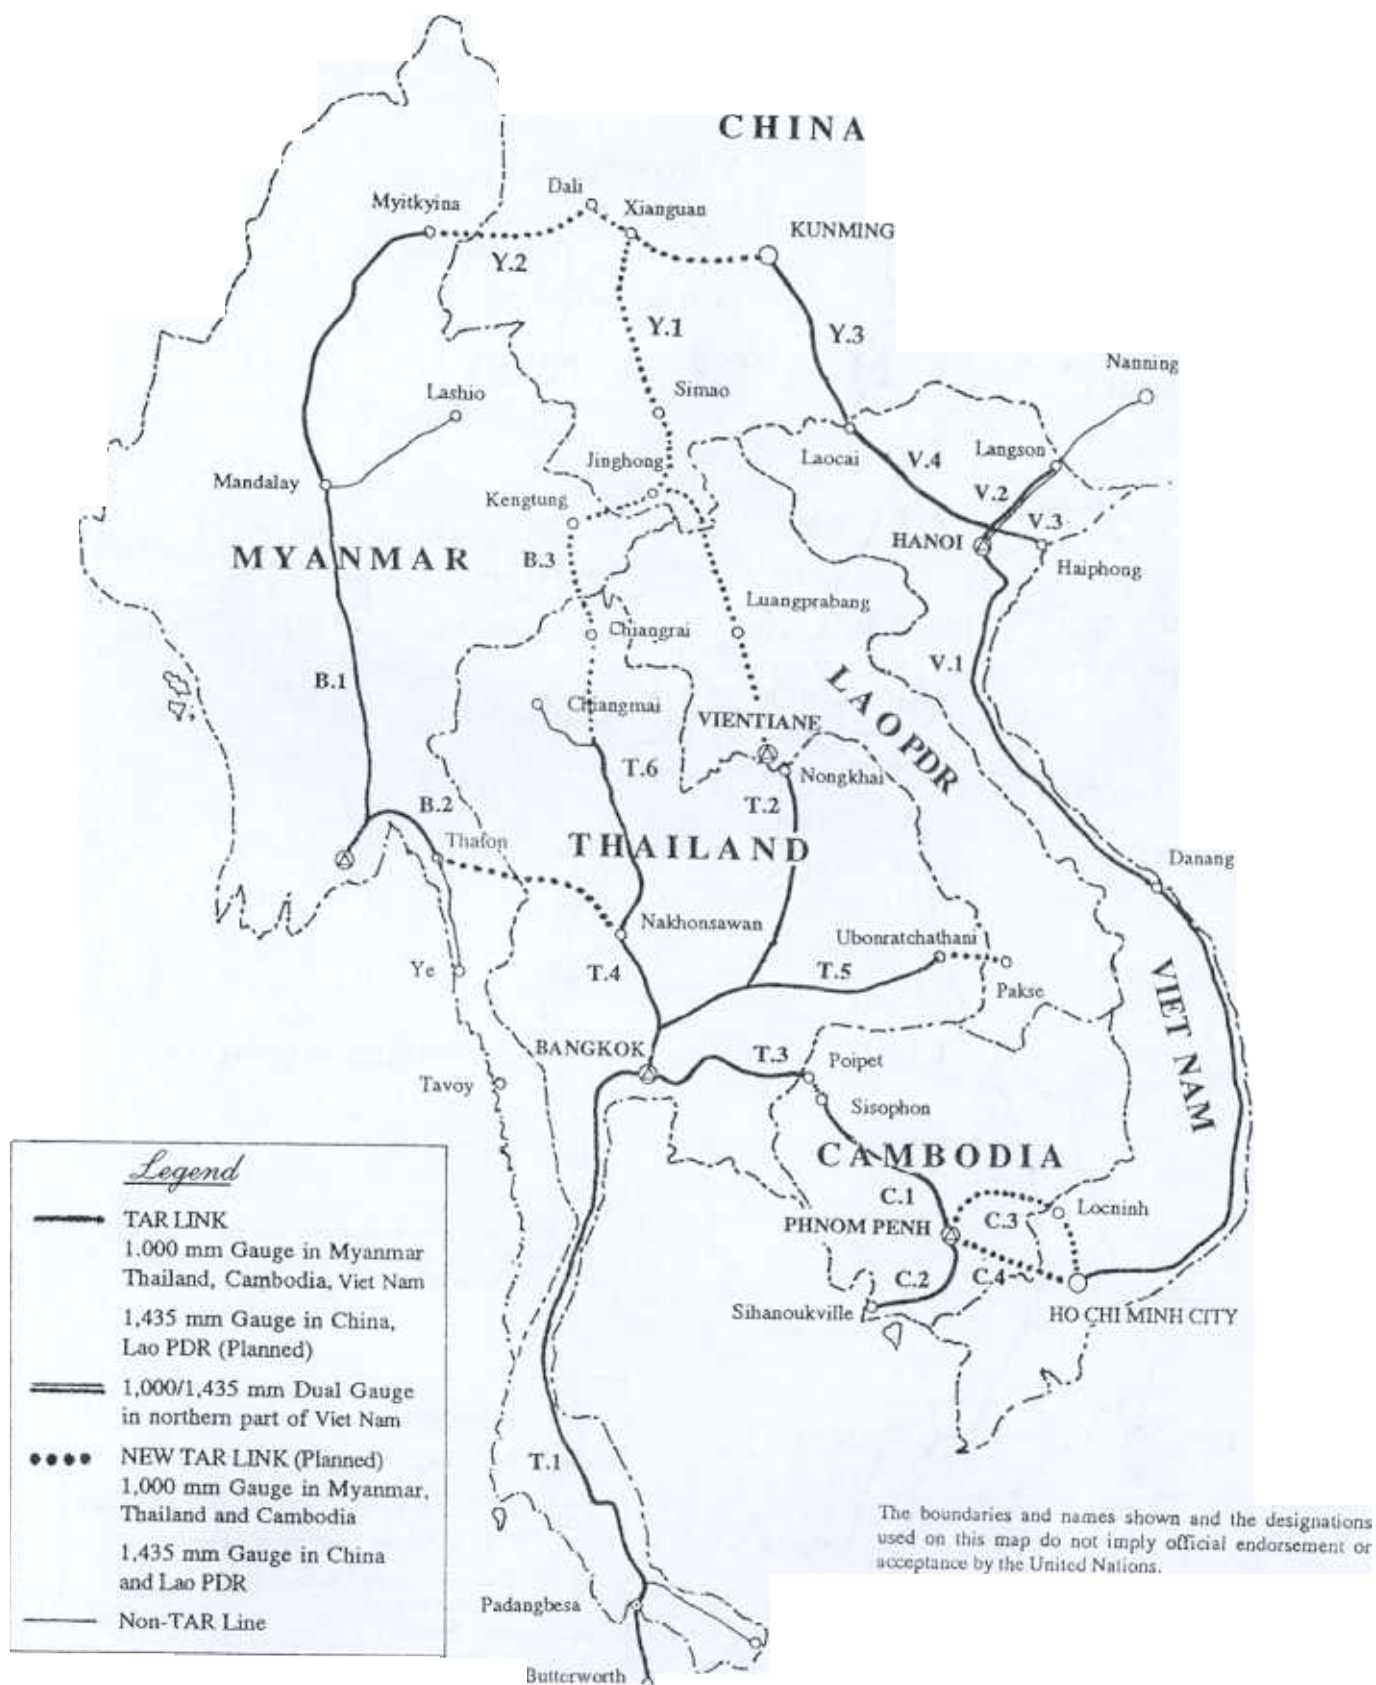 CHINA
Dali
Myitkyina
Xianguan
KUNMING
Y.2
Y.1
Y.3
Nanning
Lashio
Simao
Laocai
Langson
V.4
Jinghong
Mandalay
Kengtung
V.2
V.3
HANOI
MYANMAR
B.3
Haiphong
Luangprabang
Chiangrai
V.1
B.1
LAO PDR
Chiangmai
VIENTIANE
T.6
Nongkhai
B.2
T.2
Thaton
THAILAND
Danang
Nakhonsawan
Ubonratchathani
Ye
T.4
T.5
Pakse
VIET NAM
BANGKOK
T.3
Poipet
Tavoy
Sisophon
CAMBODIA
C.1
Locninh
PHNOM PENH
C.3
C.2
C.4
Sihanoukville
HO CHI MINH CITY
T.1
Padangbesa
Butterworth
Legend
TAR LINK
1.000 mm Gauge in Myanmar
Thailand, Cambodia, Viet Nam
1,435 mm Gauge in China,
Lao PDR (Planned)
1,000/1,435 mm Dual Gauge
in northern part of Viet Nam
NEW TAR LINK (Planned)
1,000 mm Gauge in Myanmar,
Thailand and Cambodia
1,435 mm Gauge in China
and Lao PDR
Non-TAR Line
The boundaries and names shown and the designations
used on this map do not imply official endorsement or
acceptance by the United Nations.